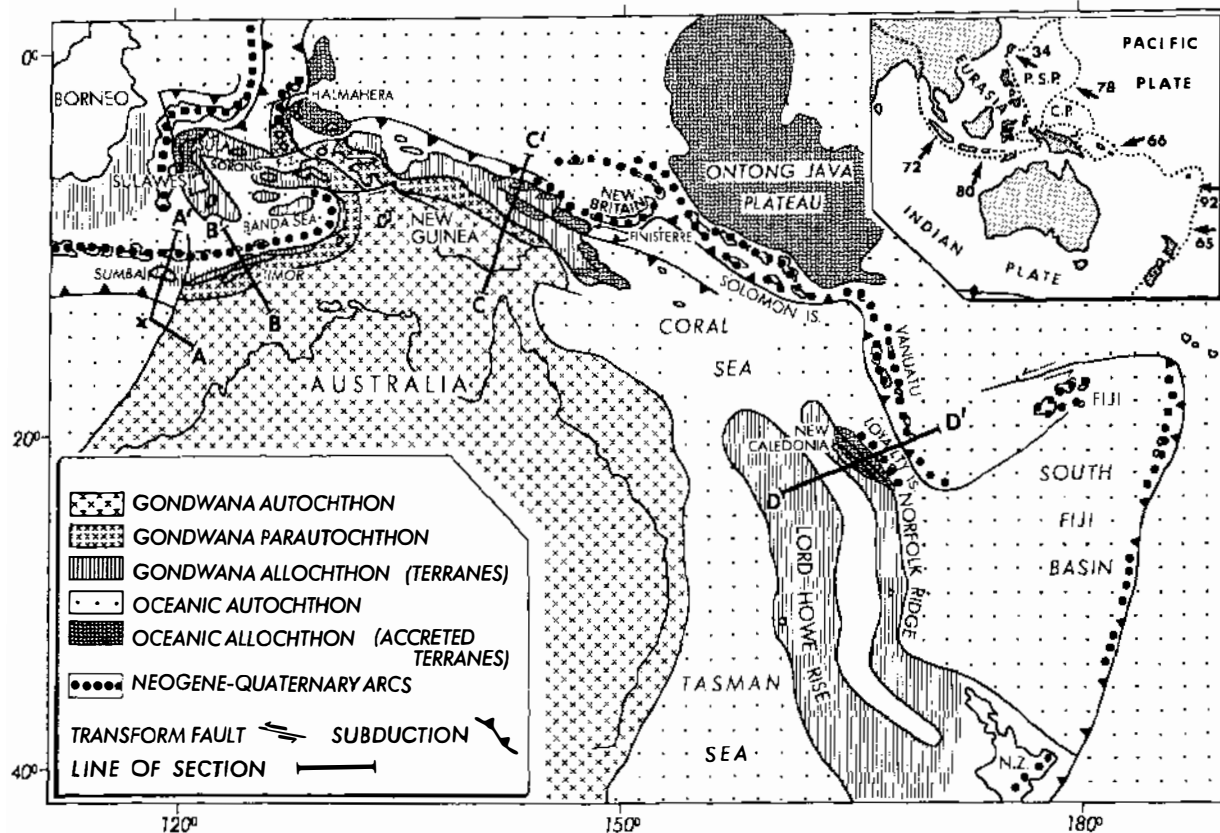 0°
20°
40°
120°
150°
180°
BORNEO
HALMAHERA
SORONG
BANDA SEA
A'
B'
SUMBA
TIMOR
B
A
NEW
GUINEA
C'
C
NEW
BRITAIN
FINISTERRE
ONTONG JAVA
PLATEAU
SOLOMON IS.
CORAL
SEA
AUSTRALIA
VANUATU
FIJI
NEW
CALEDONIA
LOYALTY IS.
D'
D
SOUTH
FIJI
BASIN
NORFOLK RIDGE
LORD HOWE RISE
TASMAN
SEA
N.Z.
PACIFIC
PLATE
EURASIA
34
P.S.P.
78
C.P.
66
72
80
92
65
INDIAN
PLATE
GONDWANA AUTOCHTHON
GONDWANA PARAUTOCHTHON
GONDWANA ALLOCHTHON (TERRANES)
OCEANIC AUTOCHTHON
OCEANIC ALLOCHTHON (ACCRETED
TERRANES)
NEOGENE-QUATERNARY ARCS
TRANSFORM FAULT SUBDUCTION
LINE OF SECTION